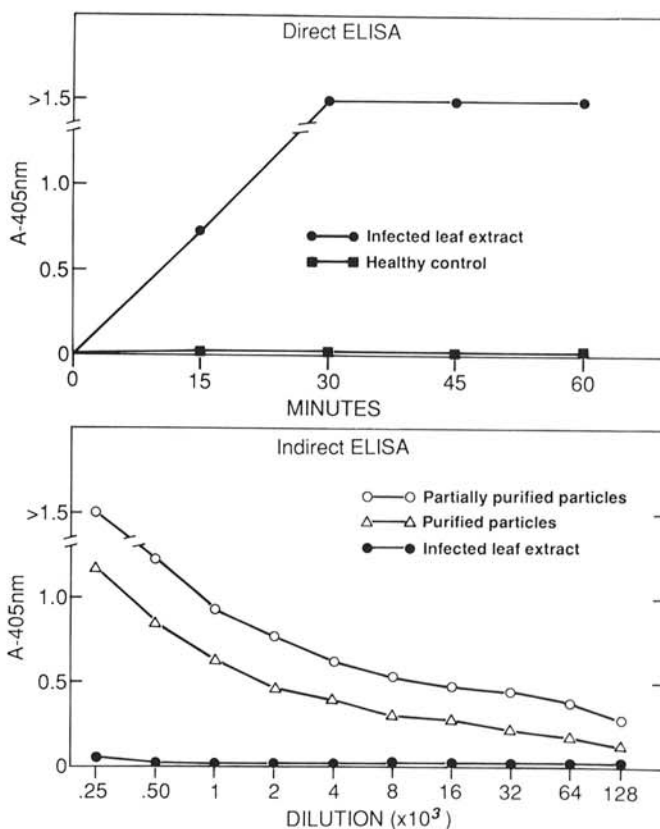 Direct ELISA
>1.5
1.0
0.5
0
A-405nm
Infected leaf extract
Healthy control
0 15 30 45 60
MINUTES
Indirect ELISA
>1.5
1.0
0.5
0
A-405nm
Partially purified particles
Purified particles
Infected leaf extract
.25 .50 1 2 4 8 16 32 64 128
DILUTION (x10³)